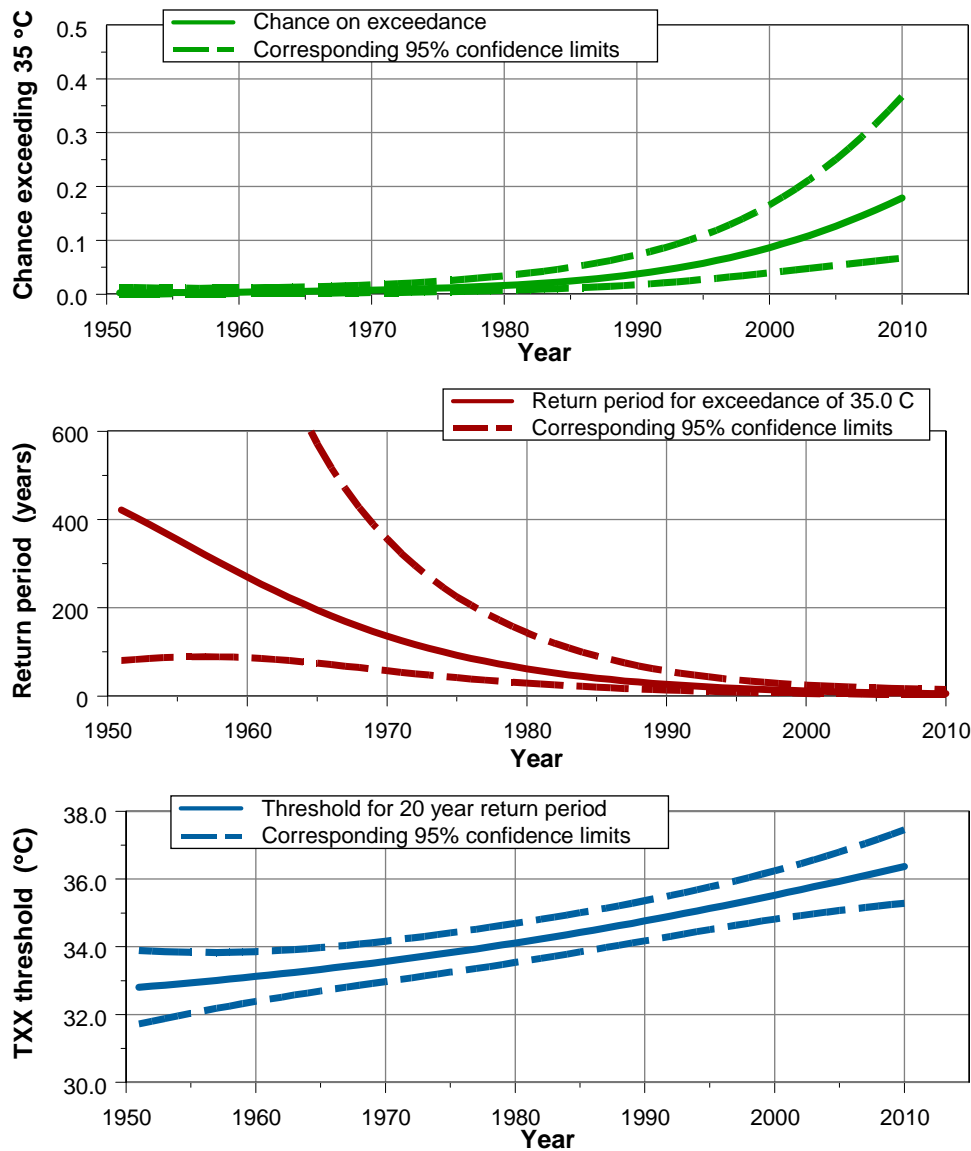 Chance on exceedance
Corresponding 95% confidence limits
Chance exceeding 35 ºC
0.5
0.4
0.3
0.2
0.1
0.0
1950 1960 1970 1980 1990 2000 2010
Year
Return period for exceedance of 35.0 C
Corresponding 95% confidence limits
Return period (years)
600
400
200
0
1950 1960 1970 1980 1990 2000 2010
Year
Threshold for 20 year return period
Corresponding 95% confidence limits
TXX threshold (ºC)
38.0
36.0
34.0
32.0
30.0
1950 1960 1970 1980 1990 2000 2010
Year